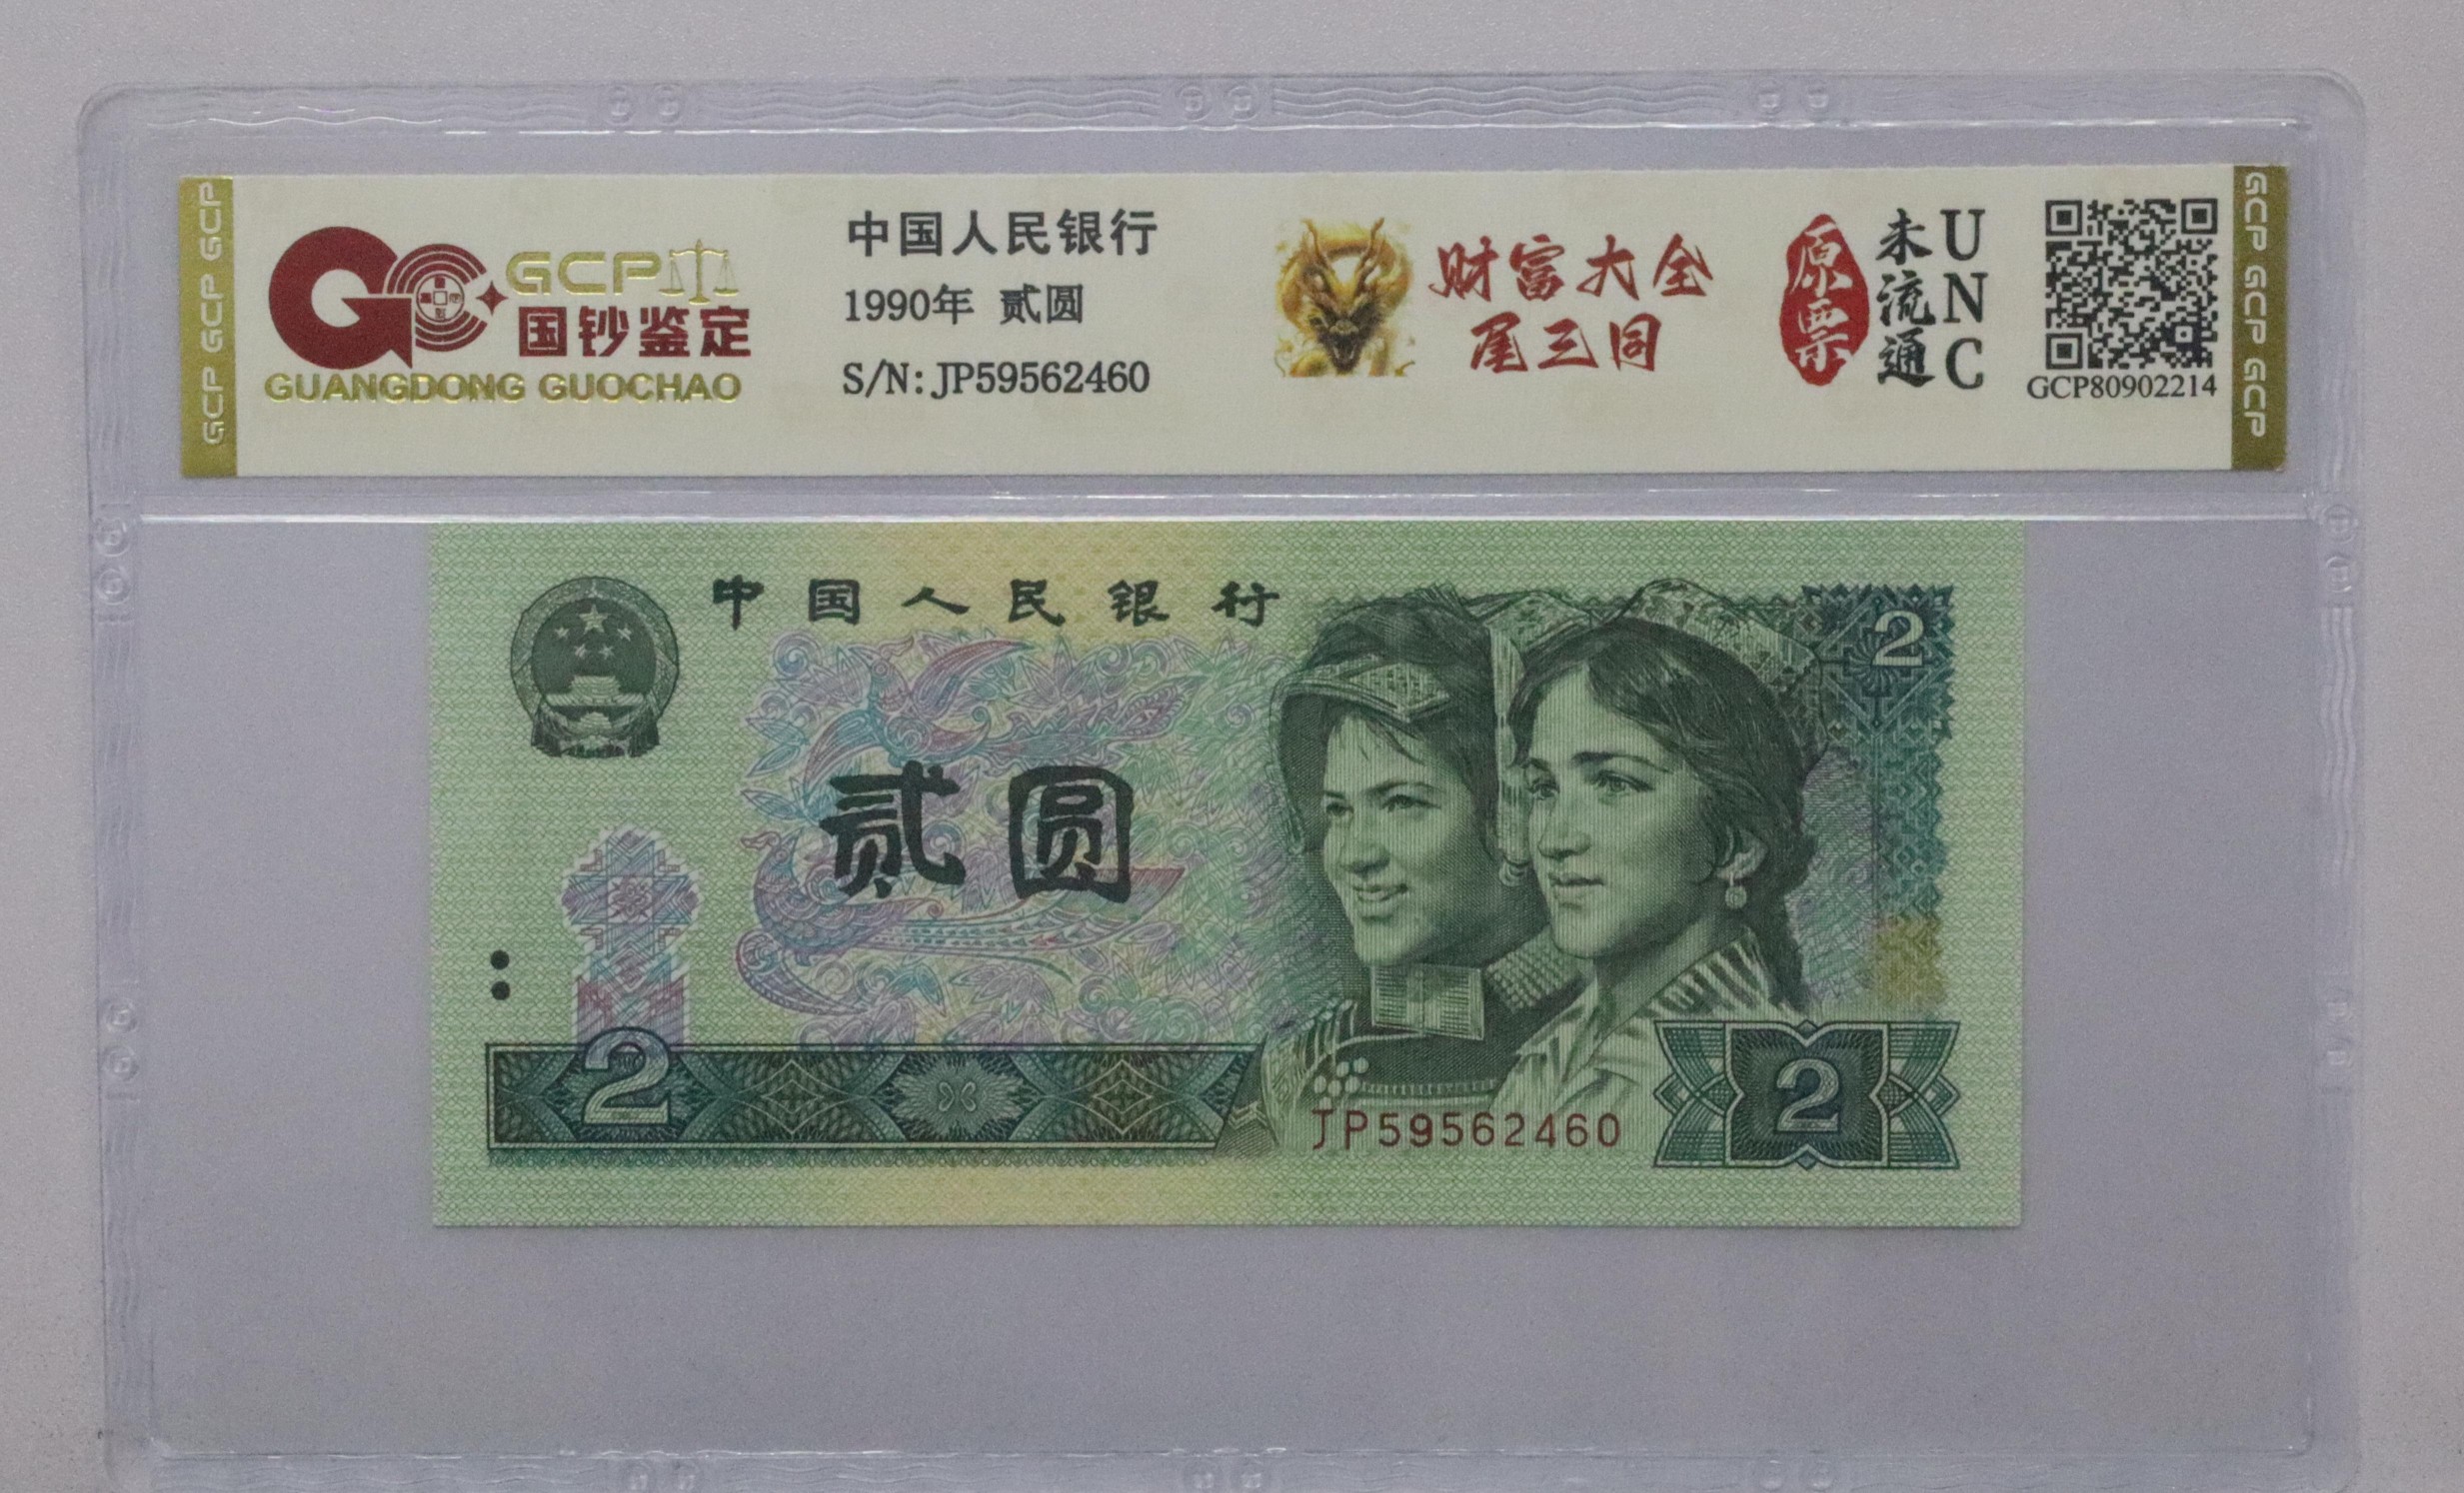 GCP GCP GCP
GCP
国钞鉴定
GUANGDONG GUOCHAO
中国人民银行
1990年 贰圆
S/N: JP59562460
财富大全
尾三同
原票
未流通
UNC
GCP80902214
GCP GCP GCP
中国人民银行
2
贰圆
2
JP59562460
2